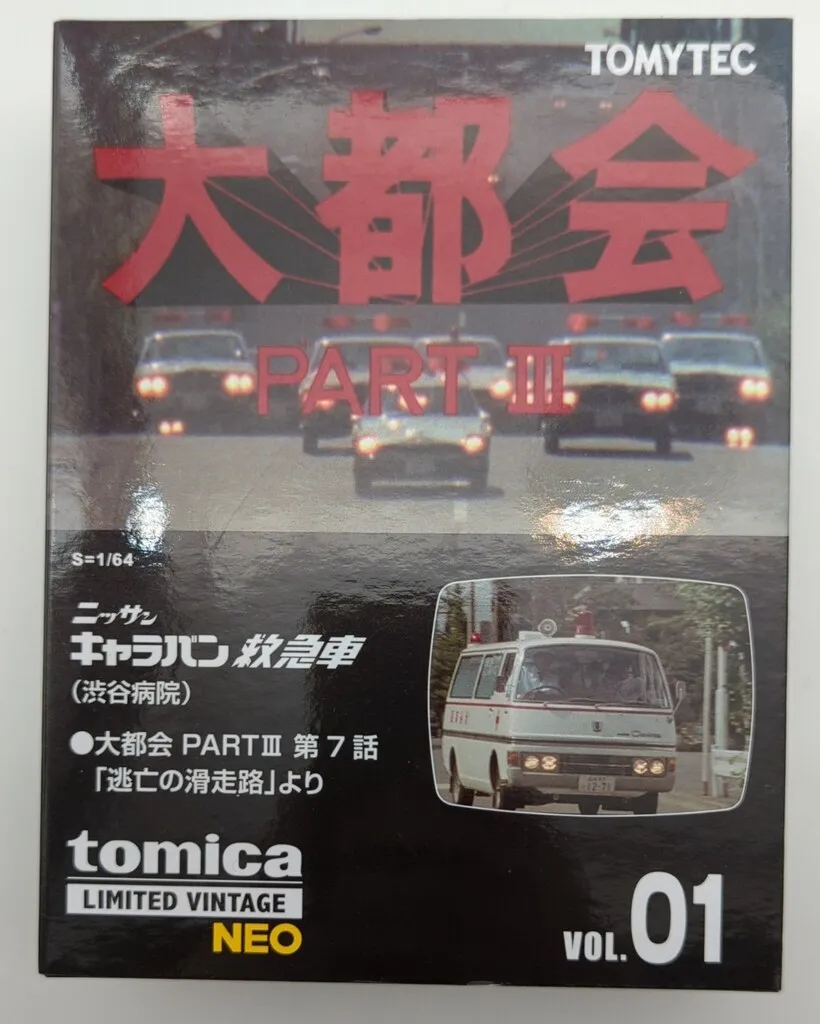 TOMYTEC
大都会
PART III
S=1/64
ニッサン
キャラバン 救急車
(渋谷病院)
●大都会 PARTⅢ 第7話
「逃亡の滑走路」より
tomica
LIMITED VINTAGE
NEO
VOL.01